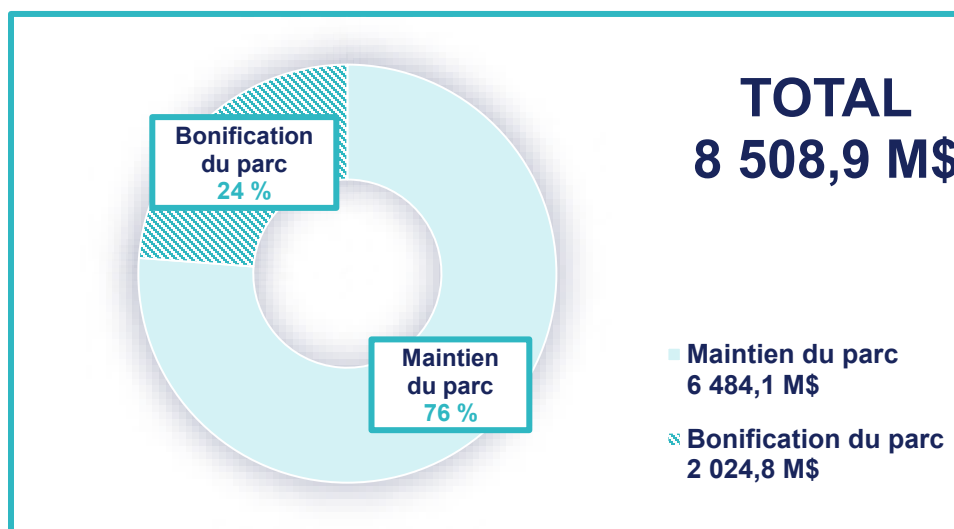 TOTAL
8 508,9 M$
Bonification
du parc
24 %
Maintien
du parc
76 %
Maintien du parc
6 484,1 M$
Bonification du parc
2 024,8 M$